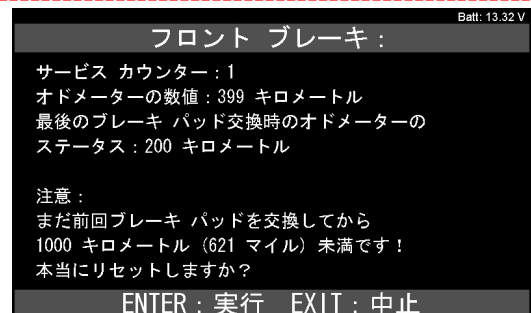 Batt: 13.32 V
フロント ブレーキ：
サービス カウンター：1
オドメーターの数値：399 キロメートル
最後のブレーキ パッド交換時のオドメーターの
ステータス：200 キロメートル
注意：
まだ前回ブレーキ パッドを交換してから
1000 キロメートル (621 マイル) 未満です！
本当にリセットしますか？
ENTER：実行 EXIT：中止